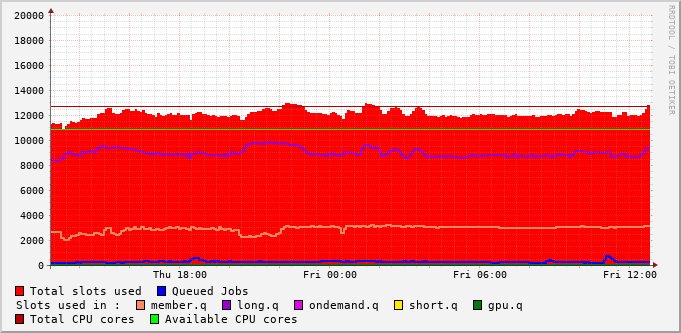 20000
18000
16000
14000
12000
10000
8000
6000
4000
2000
0
Thu 18:00 Fri 00:00 Fri 06:00 Fri 12:00
Total slots used Queued Jobs
Slots used in : member.q long.q ondemand.q short.q gpu.q
Total CPU cores Available CPU cores
RRDTOOL / TOBI OETIKER